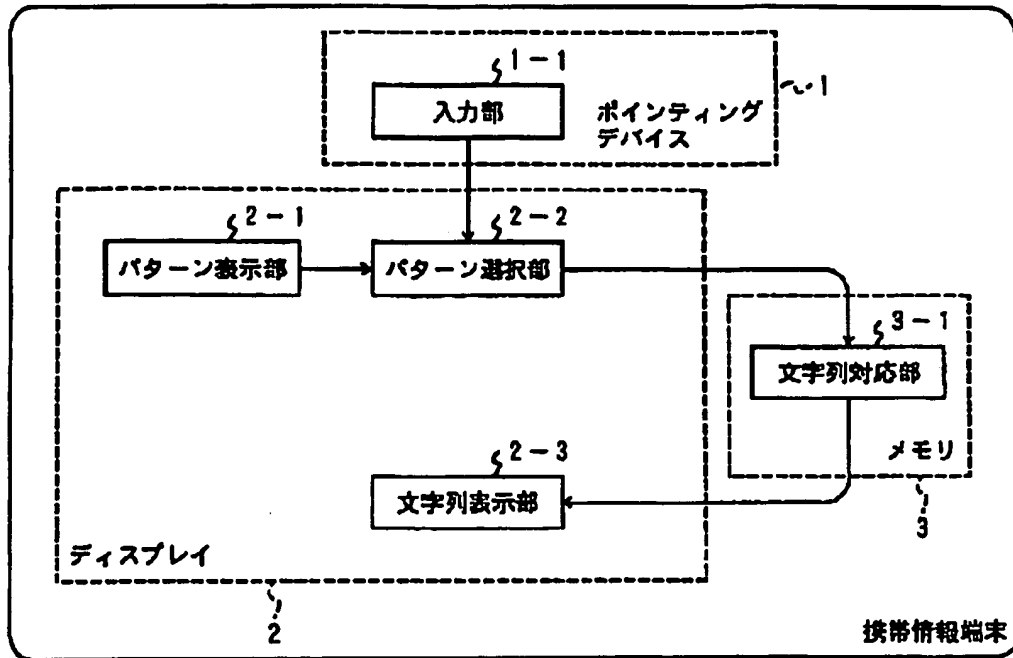 1-1
1
入力部
ポインティング
デバイス
2-1
2-2
パターン表示部
パターン選択部
3-1
文字列対応部
メモリ
2-3
文字列表示部
3
ディスプレイ
2
携帯情報端末